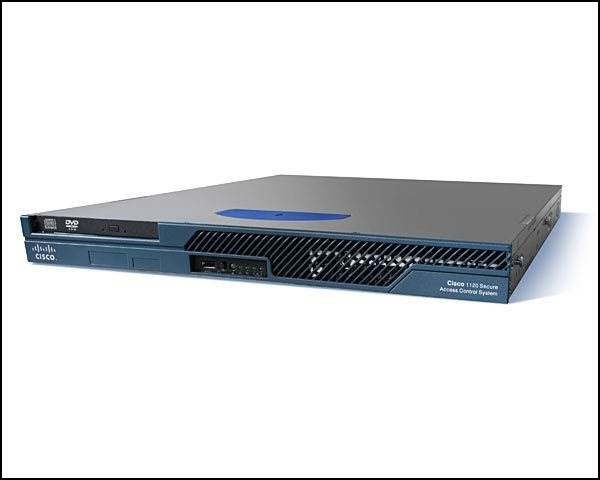 DVD
CISCO
Cisco 1120 Secure
Access Control System